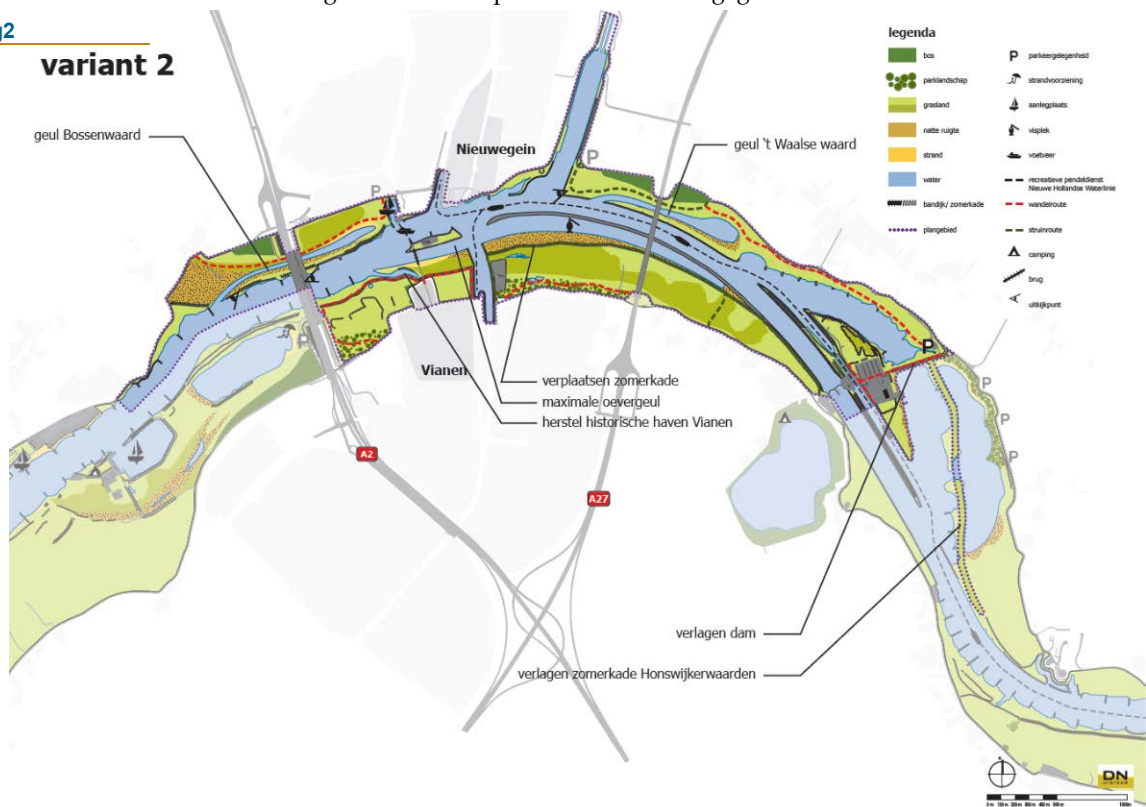 g2
variant 2
legenda
bos
parklandschap
grasland
natte ruigte
strand
water
bandijk/ zomerkade
plangebied
P parkeergelegenheid
strandvoorziening
aanlegplaats
visplek
voetveer
recreatieve pendeldienst
Nieuwe Hollandse Waterlinie
wandelroute
struinroute
camping
brug
uitkijkpunt
geul Bossenwaard
Nieuwegein
P
geul 't Waalse waard
P
P
P
Vianen
verplaatsen zomerkade
maximale oevergeul
herstel historische haven Vianen
P
P
P
A2
A27
verlagen dam
verlagen zomerkade Honswijkerwaarden
DN